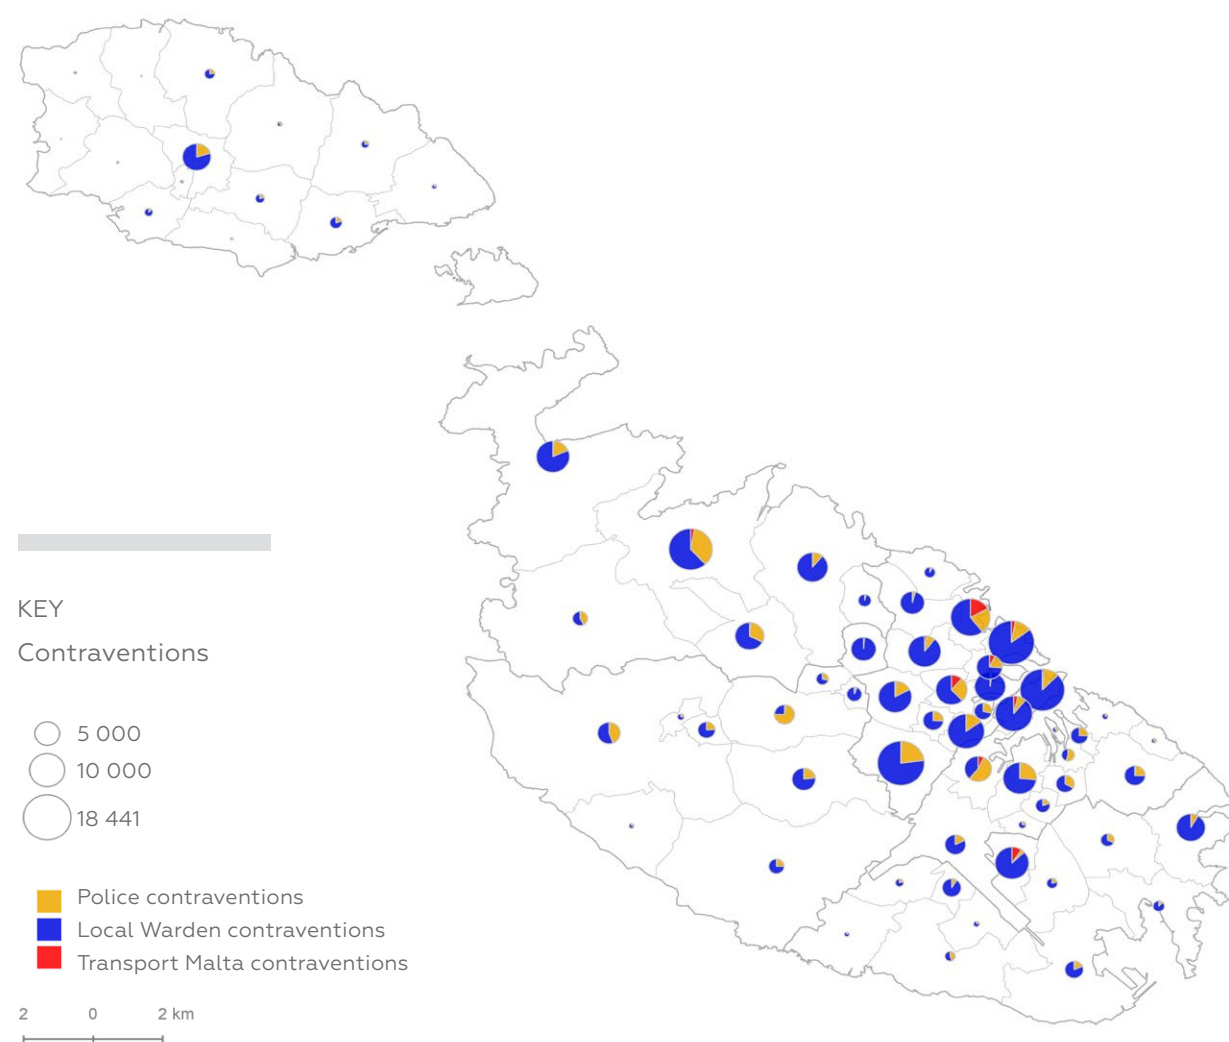 KEY
Contraventions
5 000
10 000
18 441
Police contraventions
Local Warden contraventions
Transport Malta contraventions
2 0 2 km